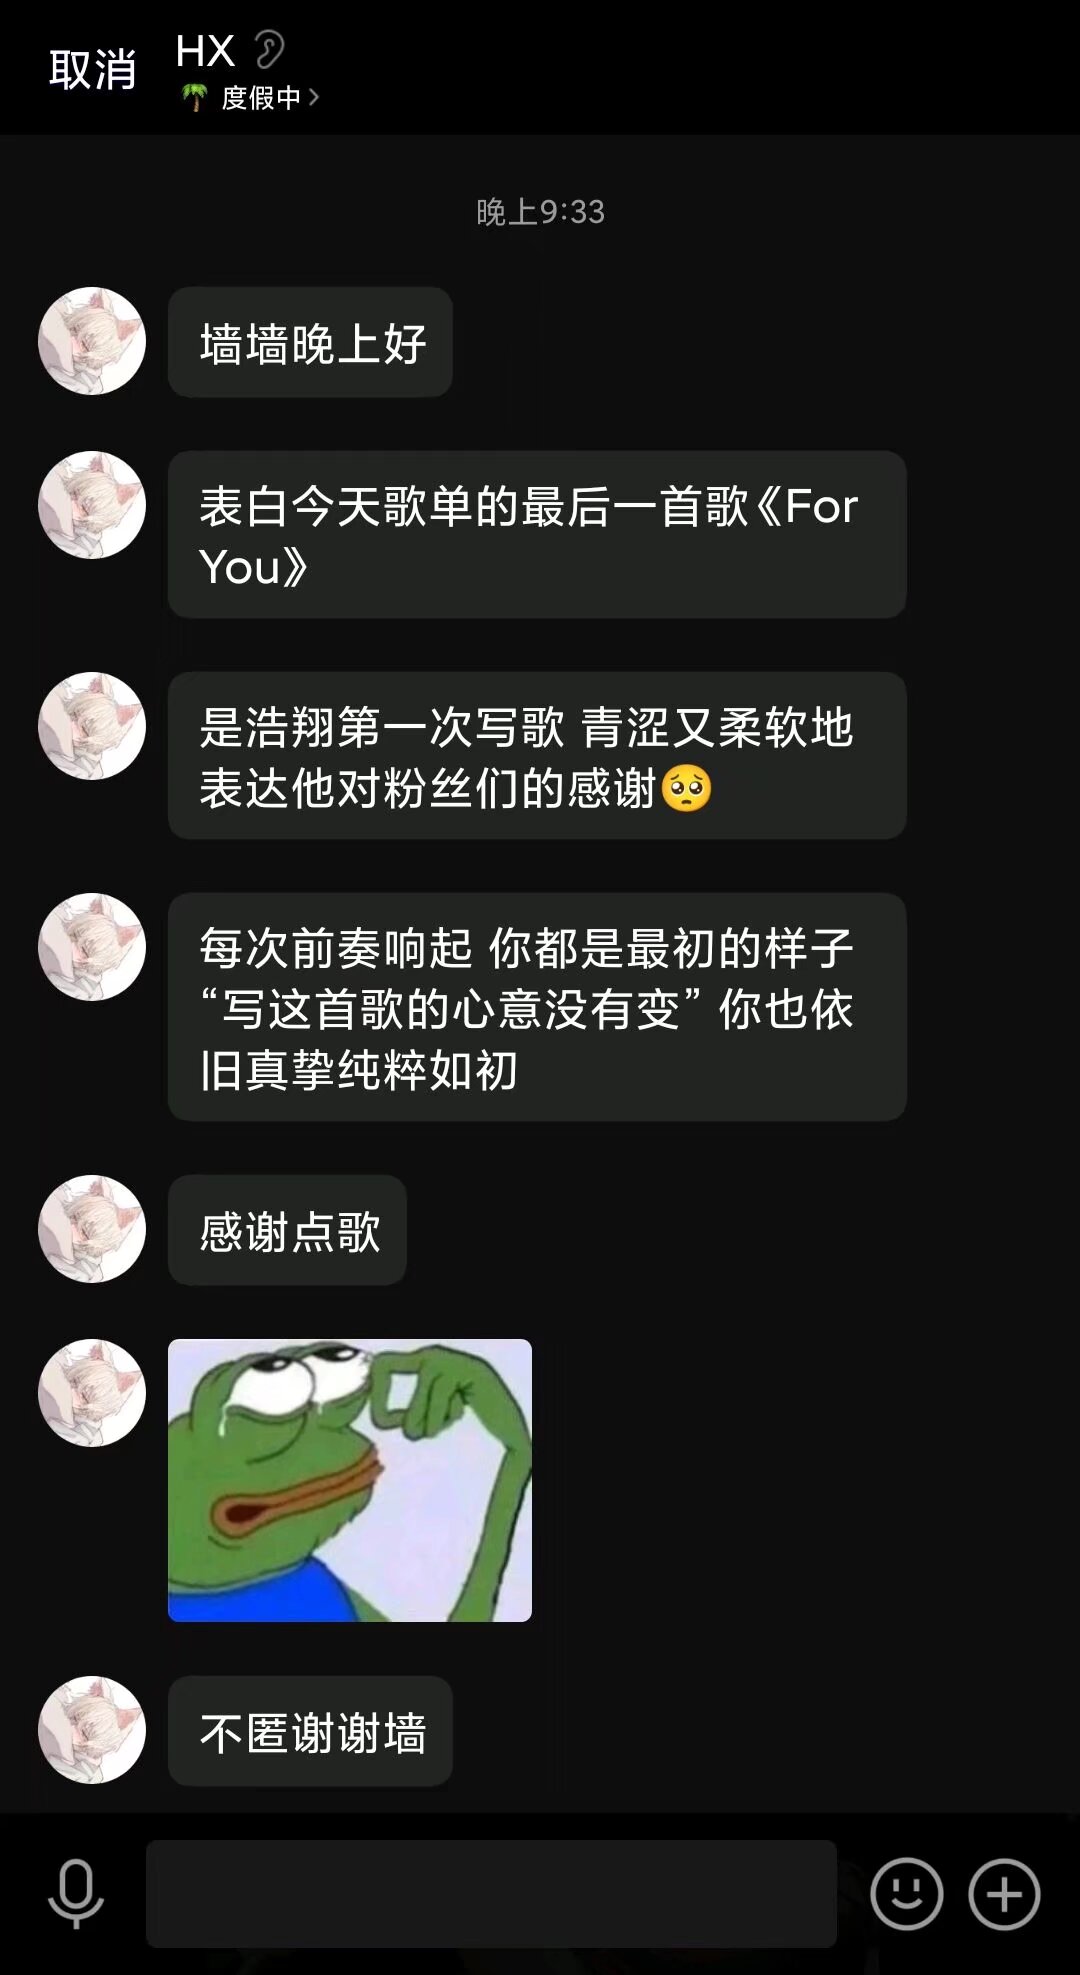 取消
HX
🌴 度假中
晚上9:33
墙墙晚上好
表白今天歌单的最后一首歌《For
You》
是浩翔第一次写歌 青涩又柔软地
表达他对粉丝们的感谢🥺
每次前奏响起 你都是最初的样子
“写这首歌的心意没有变” 你也依
旧真挚纯粹如初
感谢点歌
不匿谢谢墙